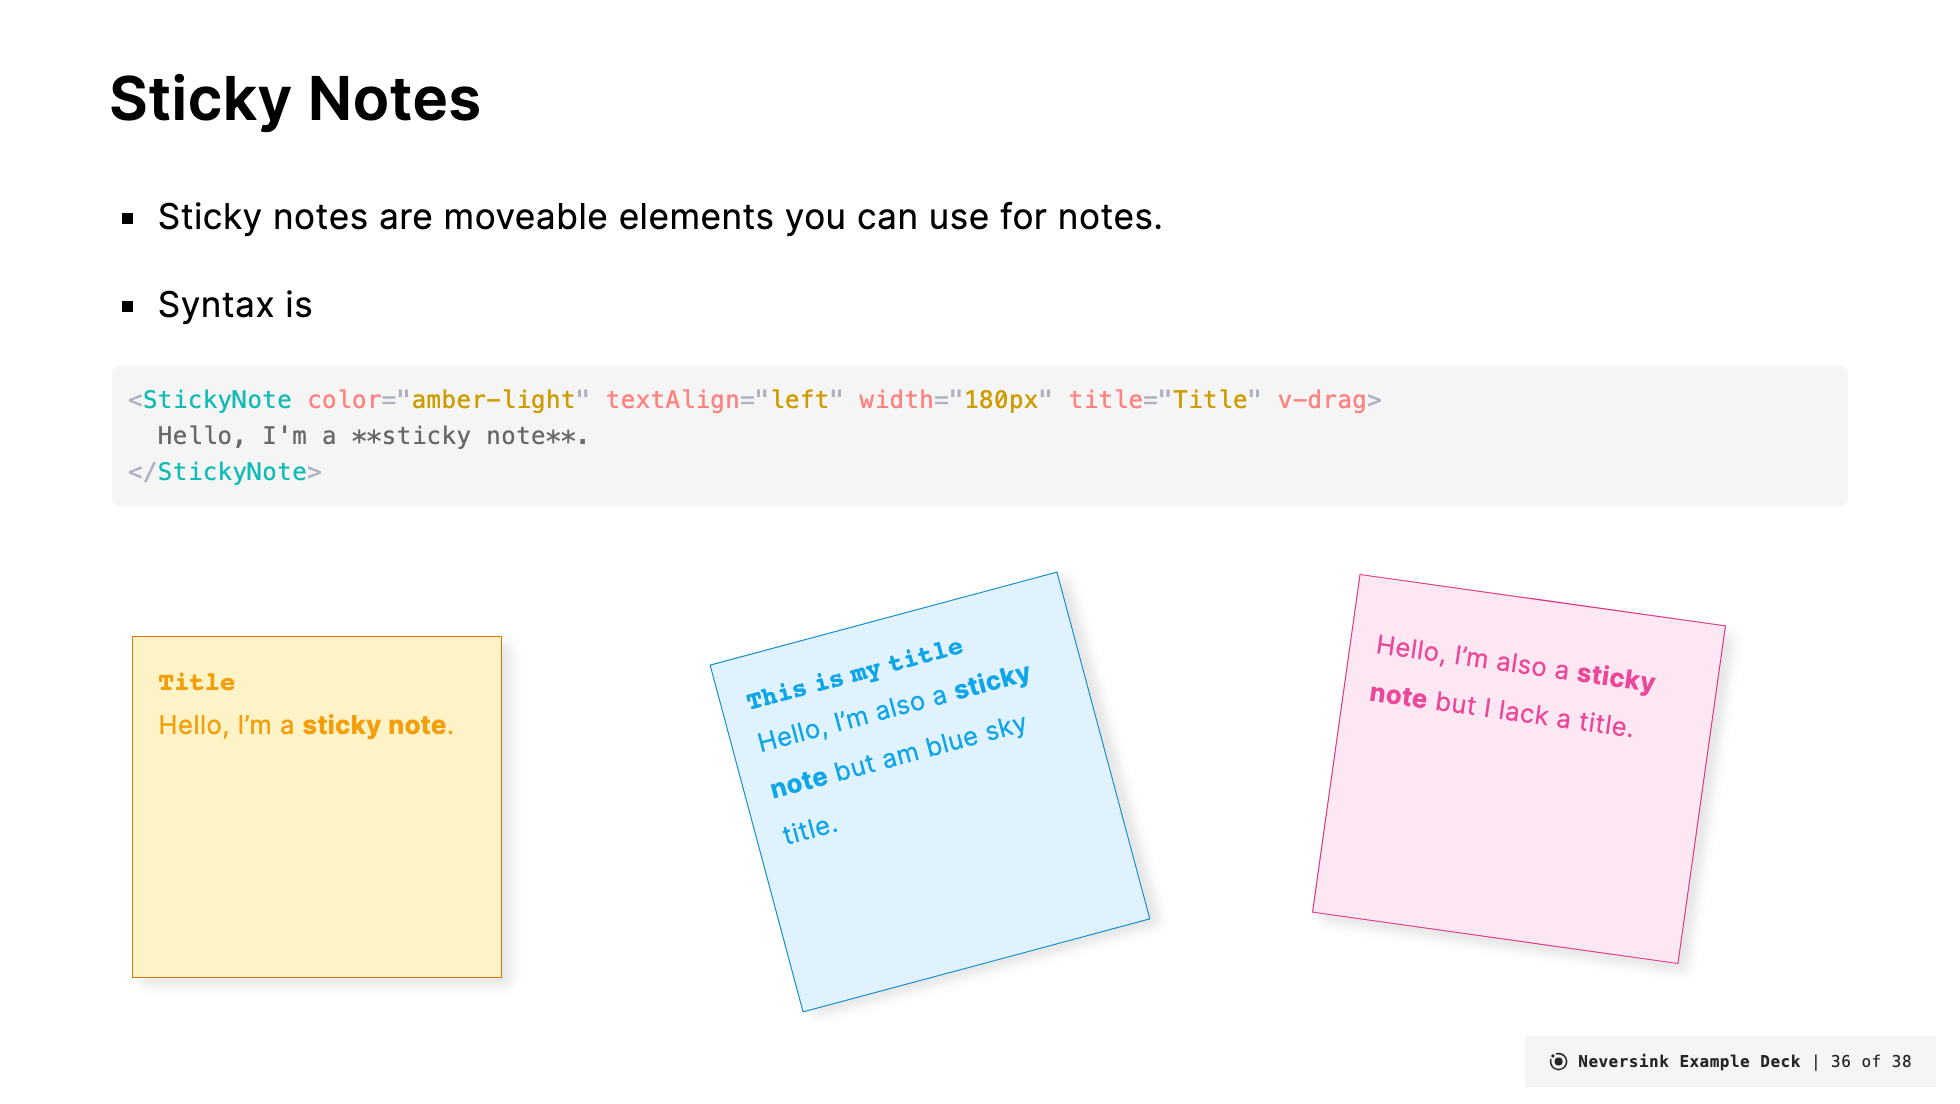 Sticky Notes
Sticky notes are moveable elements you can use for notes.
Syntax is
<StickyNote color="amber-light" textAlign="left" width="180px" title="Title" v-drag>
  Hello, I'm a **sticky note**.
</StickyNote>
Title
Hello, I’m a sticky note.
This is my title
Hello, I’m also a sticky
note but am blue sky
title.
Hello, I’m also a sticky
note but I lack a title.
Neversink Example Deck | 36 of 38